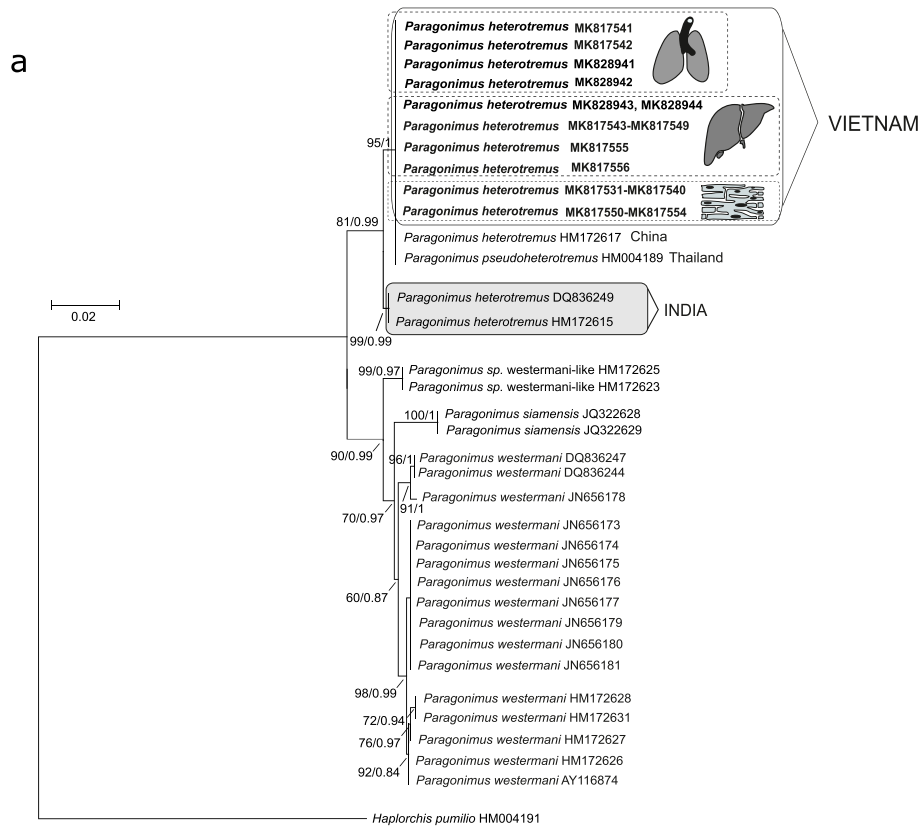 a
Paragonimus heterotremus MK817541
Paragonimus heterotremus MK817542
Paragonimus heterotremus MK828941
Paragonimus heterotremus MK828942
Paragonimus heterotremus MK828943, MK828944
VIETNAM
Paragonimus heterotremus MK817543-MK817549
95/1
Paragonimus heterotremus MK817555
Paragonimus heterotremus MK817556
Paragonimus heterotremus MK817531-MK817540
Paragonimus heterotremus MK817550-MK817554
81/0.99
Paragonimus heterotremus HM172617 China
Paragonimus pseudoheterotremus HM004189 Thailand
Paragonimus heterotremus DQ836249
INDIA
0.02
Paragonimus heterotremus HM172615
99/0.99
99/0.97
Paragonimus sp. westermani-like HM172625
Paragonimus sp. westermani-like HM172623
100/1
Paragonimus siamensis JQ322628
Paragonimus siamensis JQ322629
90/0.99
96/1
Paragonimus westermani DQ836247
Paragonimus westermani DQ836244
Paragonimus westermani JN656178
91/1
70/0.97
Paragonimus westermani JN656173
Paragonimus westermani JN656174
Paragonimus westermani JN656175
Paragonimus westermani JN656176
60/0.87
Paragonimus westermani JN656177
Paragonimus westermani JN656179
Paragonimus westermani JN656180
Paragonimus westermani JN656181
98/0.99
Paragonimus westermani HM172628
72/0.94
Paragonimus westermani HM172631
76/0.97
Paragonimus westermani HM172627
Paragonimus westermani HM172626
92/0.84
Paragonimus westermani AY116874
Haplorchis pumilio HM004191